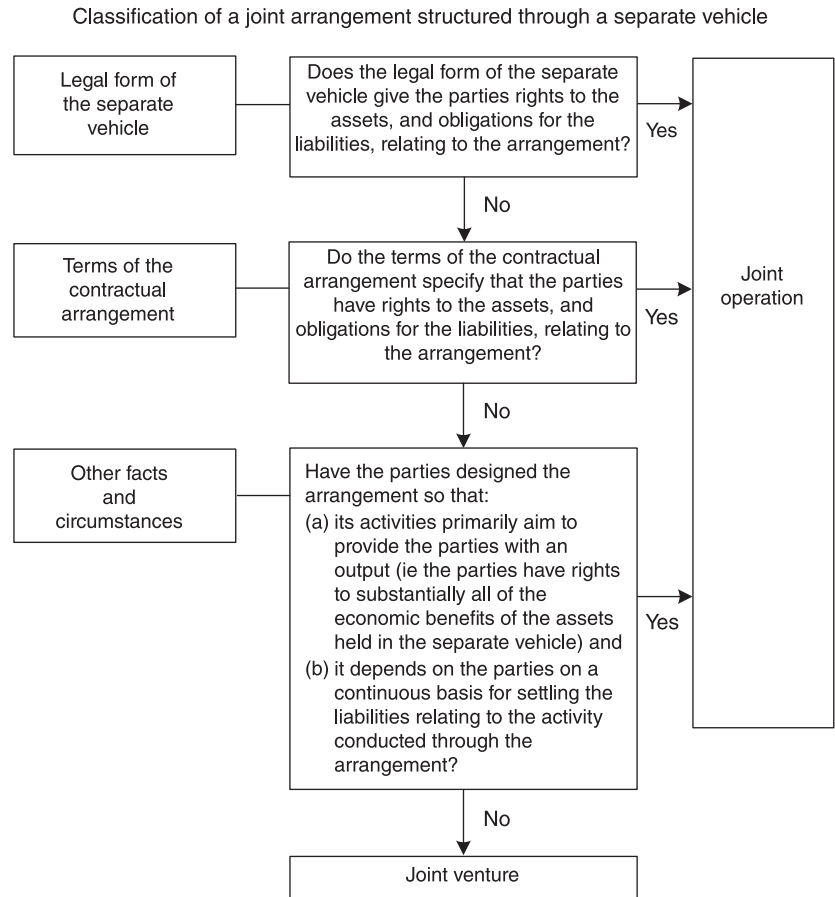 Classification of a joint arrangement structured through a separate vehicle
Legal form of
the separate
vehicle
Does the legal form of the separate
vehicle give the parties rights to the
assets, and obligations for the
liabilities, relating to the arrangement?
Yes
No
Terms of the
contractual
arrangement
Do the terms of the contractual
arrangement specify that the parties
have rights to the assets, and
obligations for the liabilities, relating to
the arrangement?
Yes
Joint
operation
No
Other facts
and
circumstances
Have the parties designed the
arrangement so that:
(a) its activities primarily aim to
provide the parties with an
output (ie the parties have rights
to substantially all of the
economic benefits of the assets
held in the separate vehicle) and
(b) it depends on the parties on a
continuous basis for settling the
liabilities relating to the activity
conducted through the
arrangement?
Yes
No
Joint venture